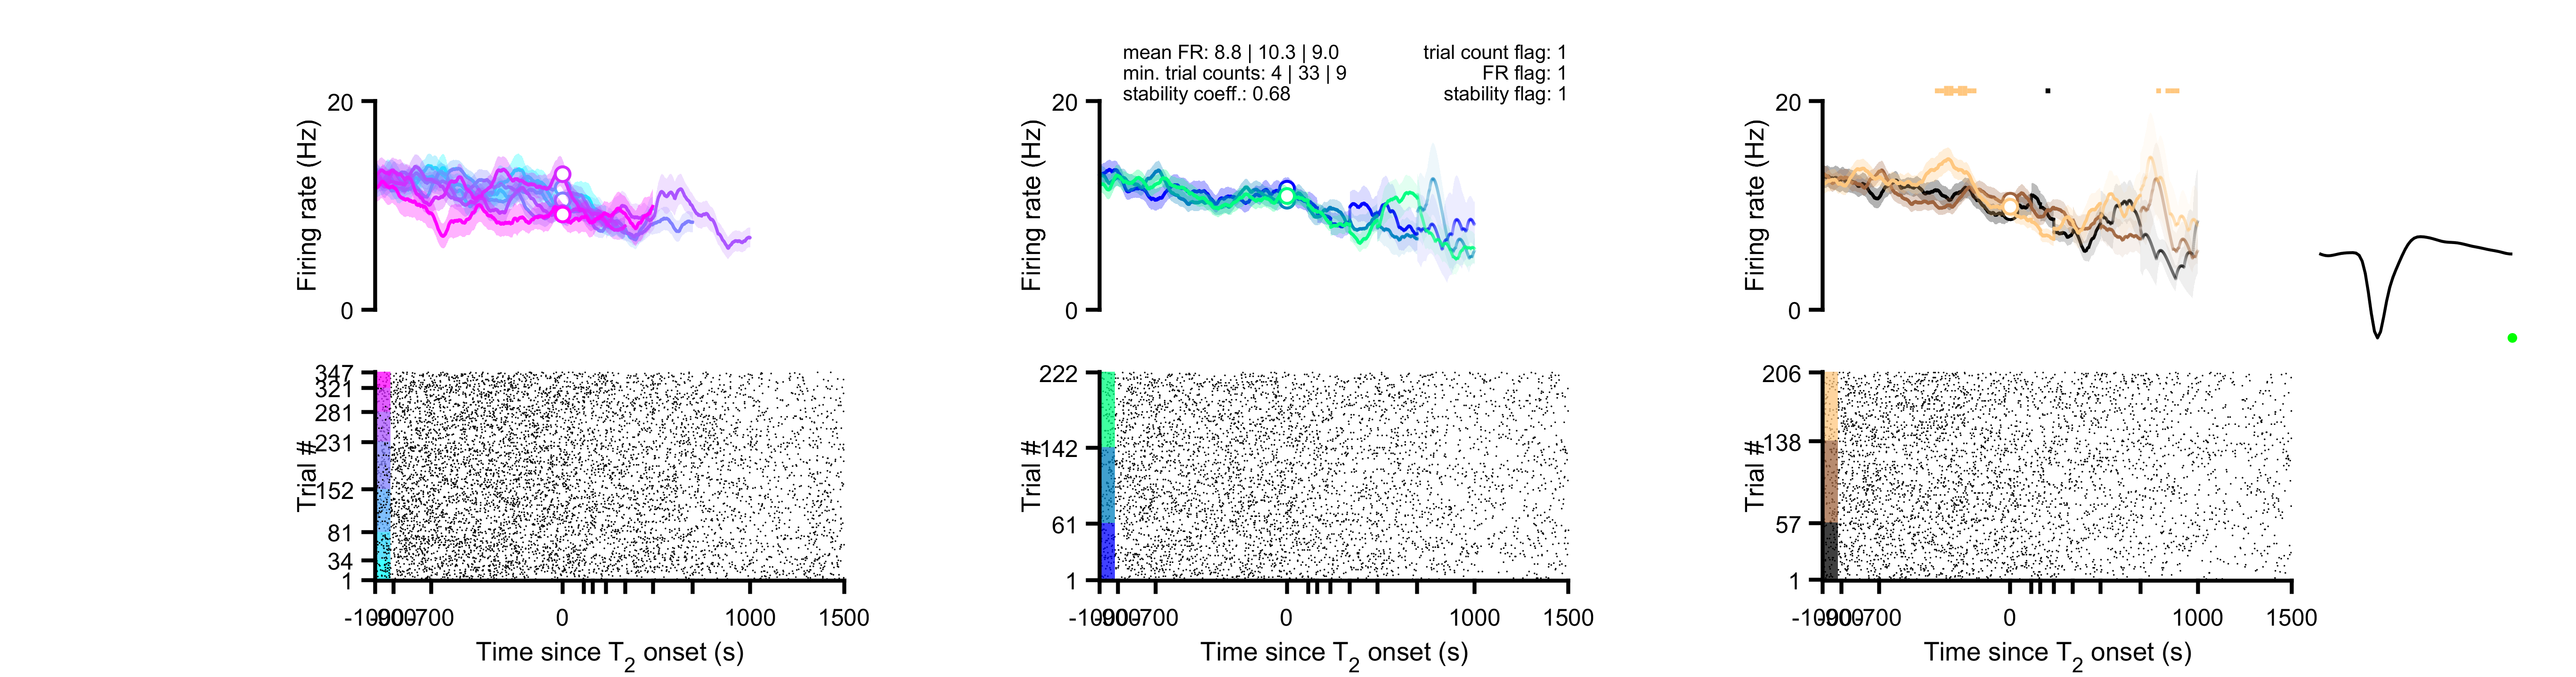 mean FR: 8.8 | 10.3 | 9.0
min. trial counts: 4 | 33 | 9
stability coeff.: 0.68
trial count flag: 1
FR flag: 1
stability flag: 1
20
Firing rate (Hz)
0
20
Firing rate (Hz)
0
20
Firing rate (Hz)
0
347
321
281
231
152
81
34
1
Trial #
-1000
-900
-700
0
1000
1500
Time since T2 onset (s)
222
142
61
1
Trial #
-1000
-900
-700
0
1000
1500
Time since T2 onset (s)
206
138
57
1
Trial #
-1000
-900
-700
0
1000
1500
Time since T2 onset (s)